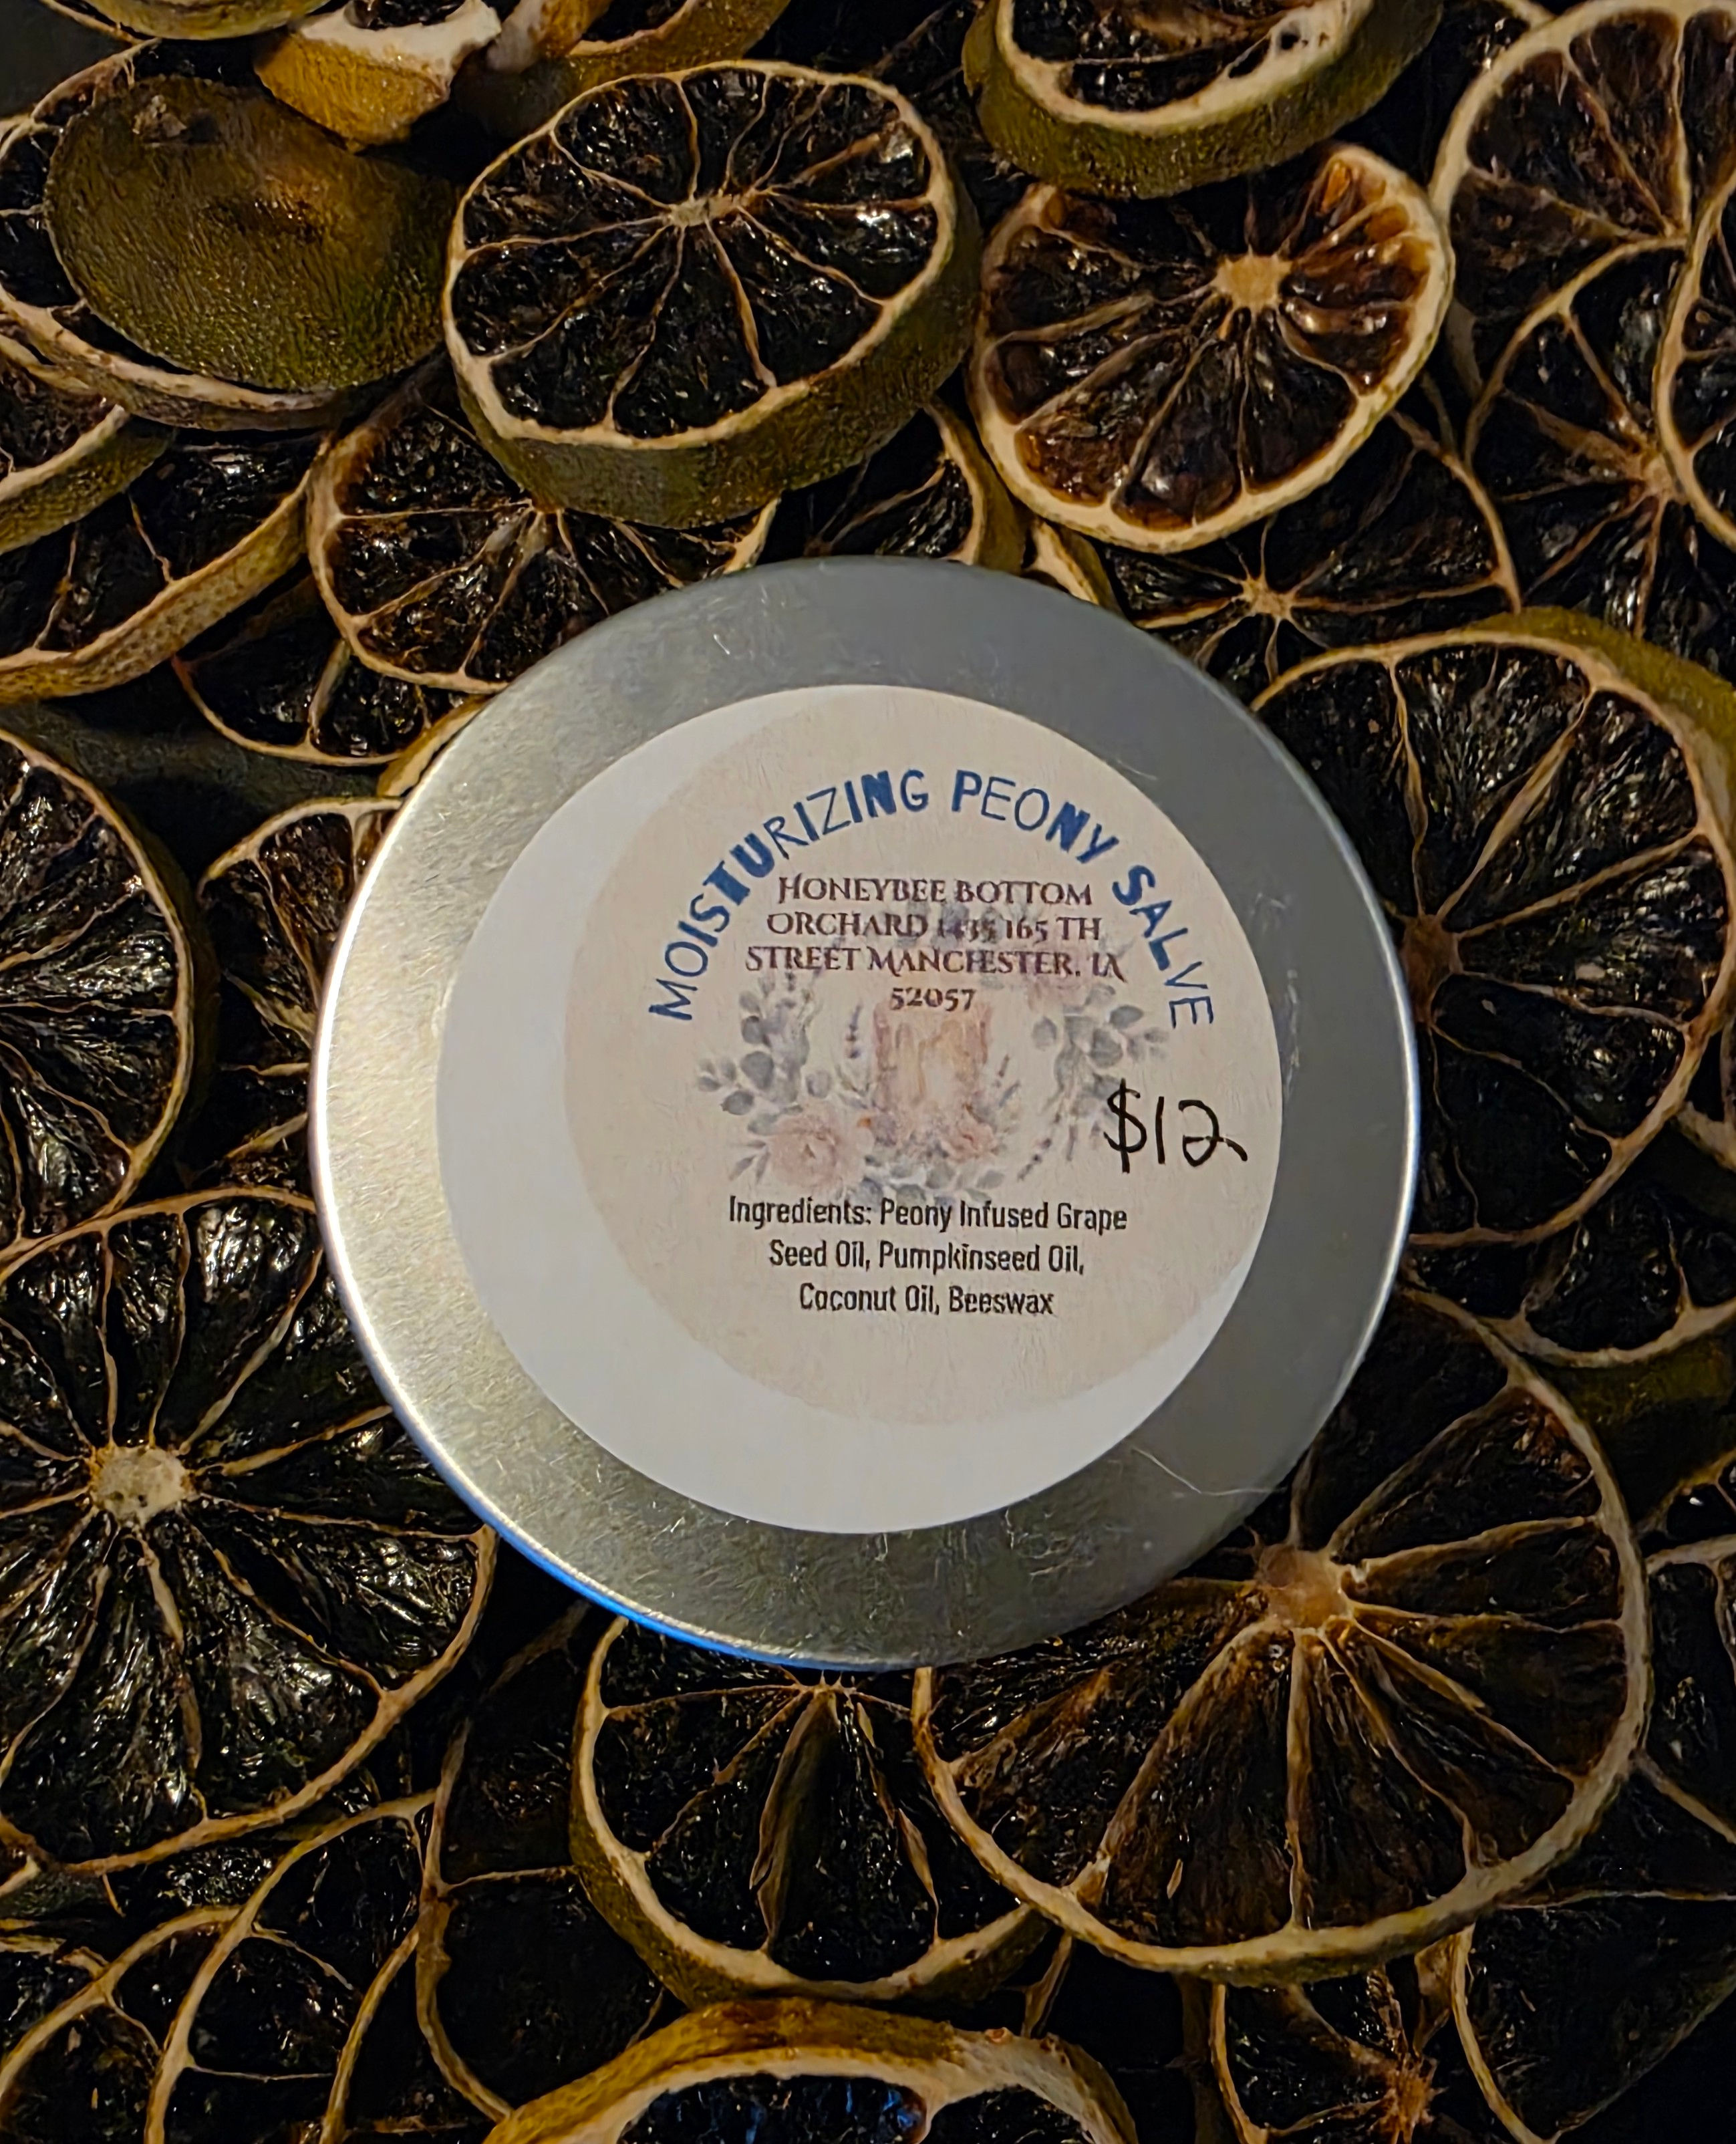 MOISTURIZING PEONY SALVE
HONEYBEE BOTTOM
ORCHARD 1435 165 TH
STREET MANCHESTER, IA
52057
$12
Ingredients: Peony Infused Grape
Seed Oil, Pumpkinseed Oil,
Coconut Oil, Beeswax